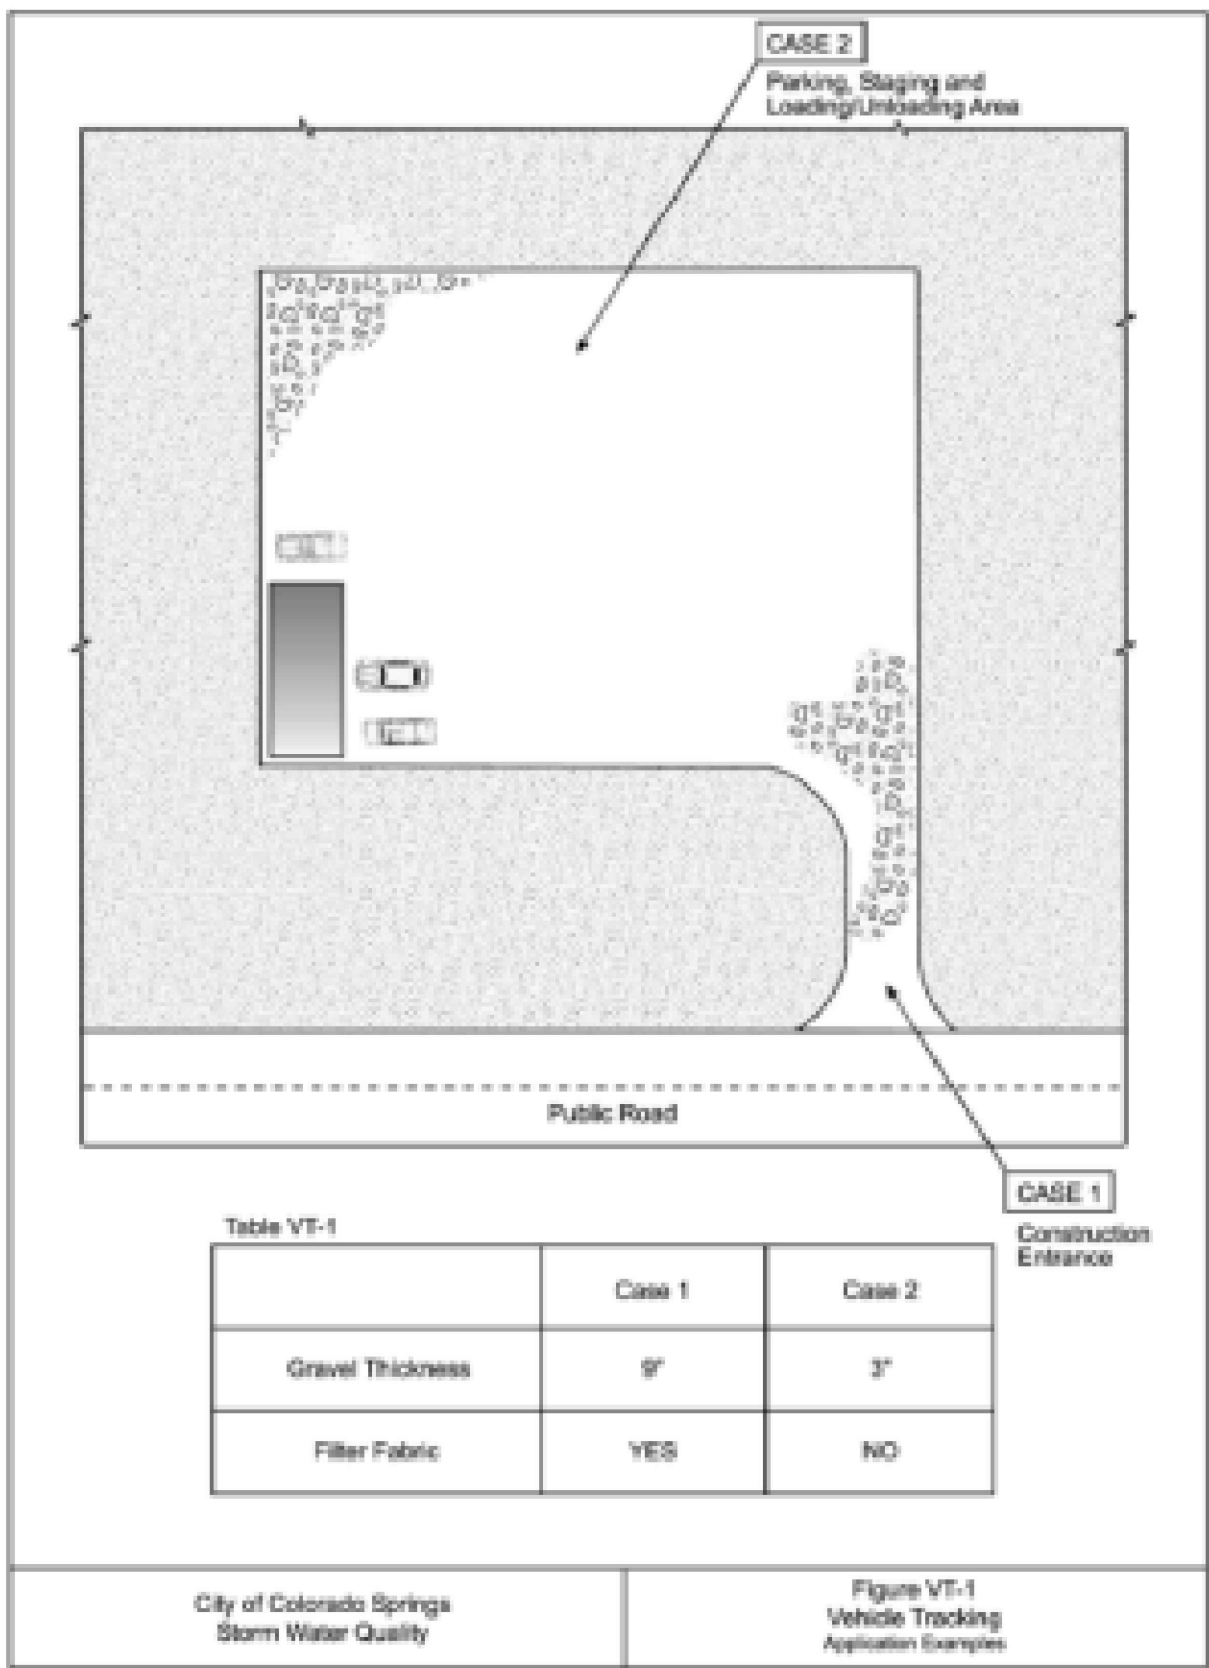 CASE 2
Parking, Staging and
Loading/Unloading Area
Public Road
CASE 1
Construction
Entrance
Table VT-1
Case 1 Case 2
Gravel Thickness 9" 3"
Filter Fabric YES NO
City of Colorado Springs
Storm Water Quality
Figure VT-1
Vehicle Tracking
Application Examples